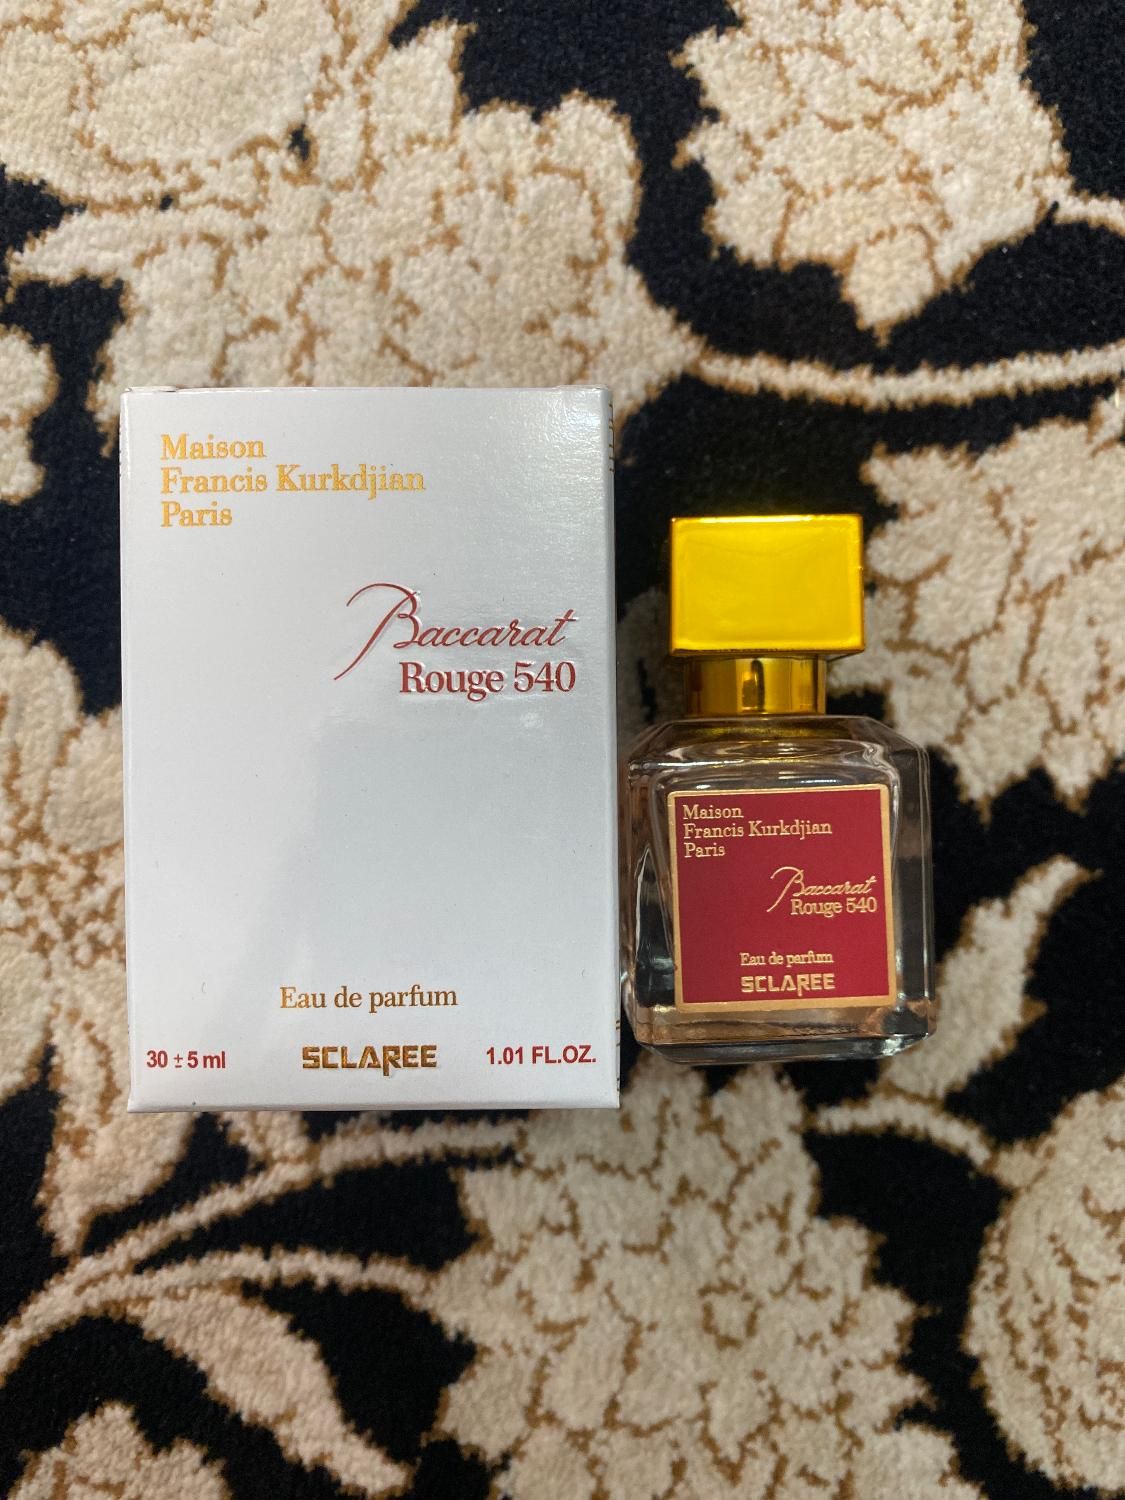 Maison
Francis Kurkdjian
Paris
Baccarat
Rouge 540
Eau de parfum
30 ± 5 ml SCLAREE 1.01 FL.OZ.
Maison
Francis Kurkdjian
Paris
Baccarat
Rouge 540
Eau de parfum
SCLAREE